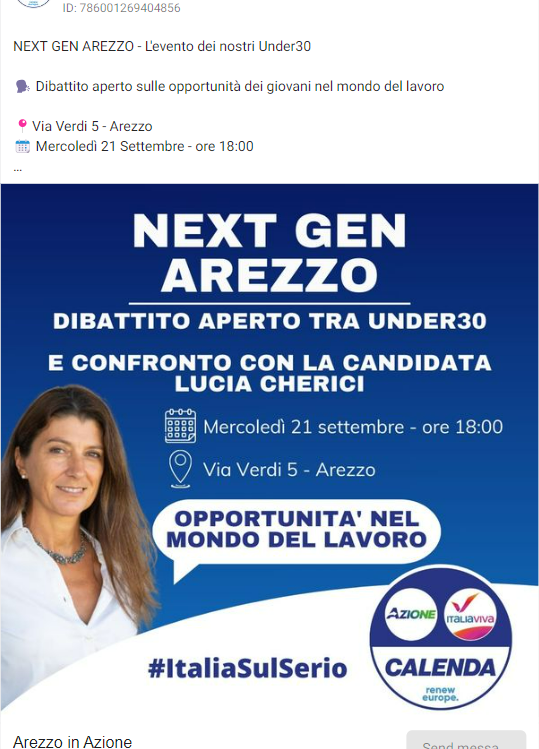 ID: 786001269404856
NEXT GEN AREZZO - L'evento dei nostri Under30
Dibattito aperto sulle opportunità dei giovani nel mondo del lavoro
Via Verdi 5 - Arezzo
Mercoledì 21 Settembre - ore 18:00
...
NEXT GEN
AREZZO
DIBATTITO APERTO TRA UNDER30
E CONFRONTO CON LA CANDIDATA
LUCIA CHERICI
Mercoledì 21 settembre - ore 18:00
Via Verdi 5 - Arezzo
OPPORTUNITA' NEL
MONDO DEL LAVORO
AZIONE
ITALIAVIVA
#ItaliaSulSerio
CALENDA
renew
europe.
Arezzo in Azione
Send messa